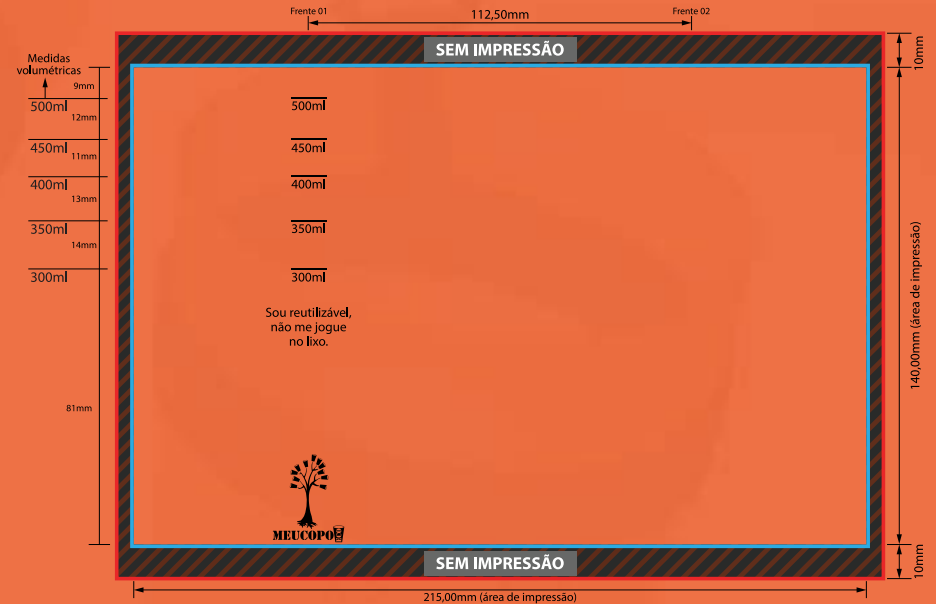 Frente 01
112,50mm
Frente 02
SEM IMPRESSÃO
10mm
Medidas
volumétricas
9mm
500ml
12mm
450ml
11mm
400ml
13mm
350ml
14mm
300ml
81mm
500ml
450ml
400ml
350ml
300ml
Sou reutilizável,
não me jogue
no lixo.
MEUCOPO
140,00mm (área de impressão)
SEM IMPRESSÃO
10mm
215,00mm (área de impressão)